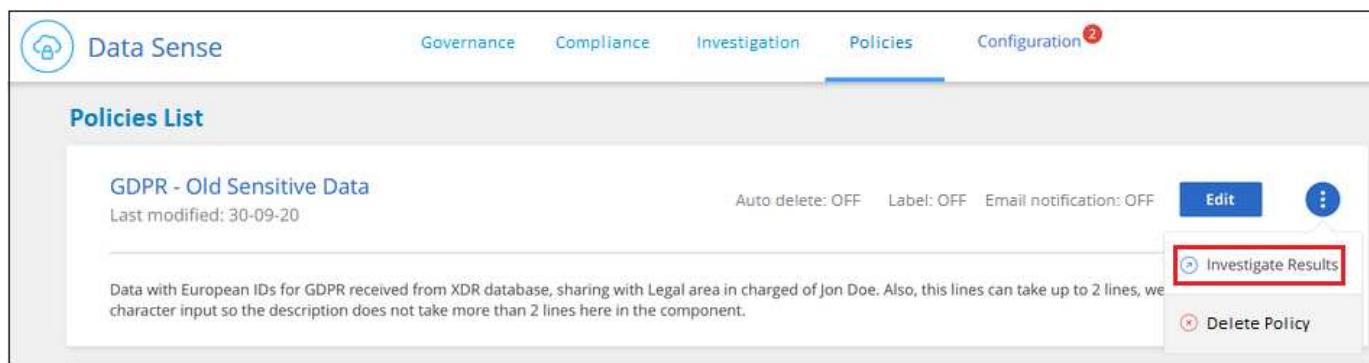 Data Sense
Governance Compliance Investigation Policies Configuration 2
Policies List
GDPR - Old Sensitive Data
Last modified: 30-09-20
Auto delete: OFF Label: OFF Email notification: OFF Edit
Investigate Results
Data with European IDs for GDPR received from XDR database, sharing with Legal area in charged of Jon Doe. Also, this lines can take up to 2 lines, we
character input so the description does not take more than 2 lines here in the component.
Delete Policy